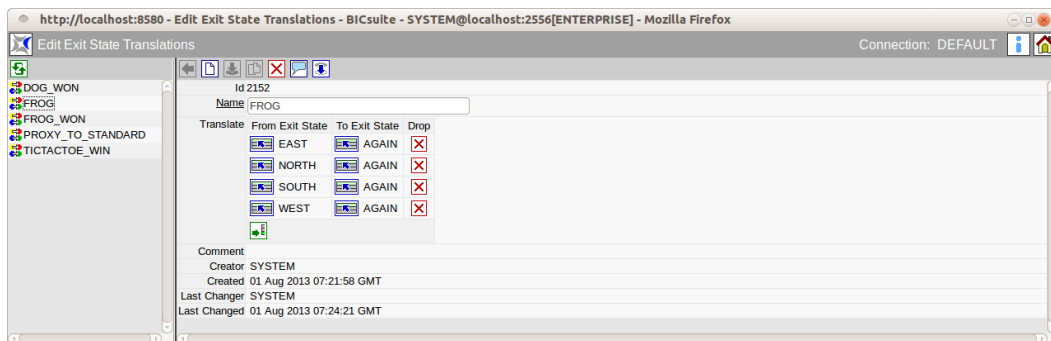 http://localhost:8580 - Edit Exit State Translations - BICsuite - SYSTEM@localhost:2556[ENTERPRISE] - Mozilla Firefox
Edit Exit State Translations
Connection: DEFAULT
DOG_WON
FROG
FROG_WON
PROXY_TO_STANDARD
TICTACTOE_WIN
Id 2152
Name FROG
Translate From Exit State To Exit State Drop
EAST AGAIN
NORTH AGAIN
SOUTH AGAIN
WEST AGAIN
Comment
Creator SYSTEM
Created 01 Aug 2013 07:21:58 GMT
Last Changer SYSTEM
Last Changed 01 Aug 2013 07:24:21 GMT